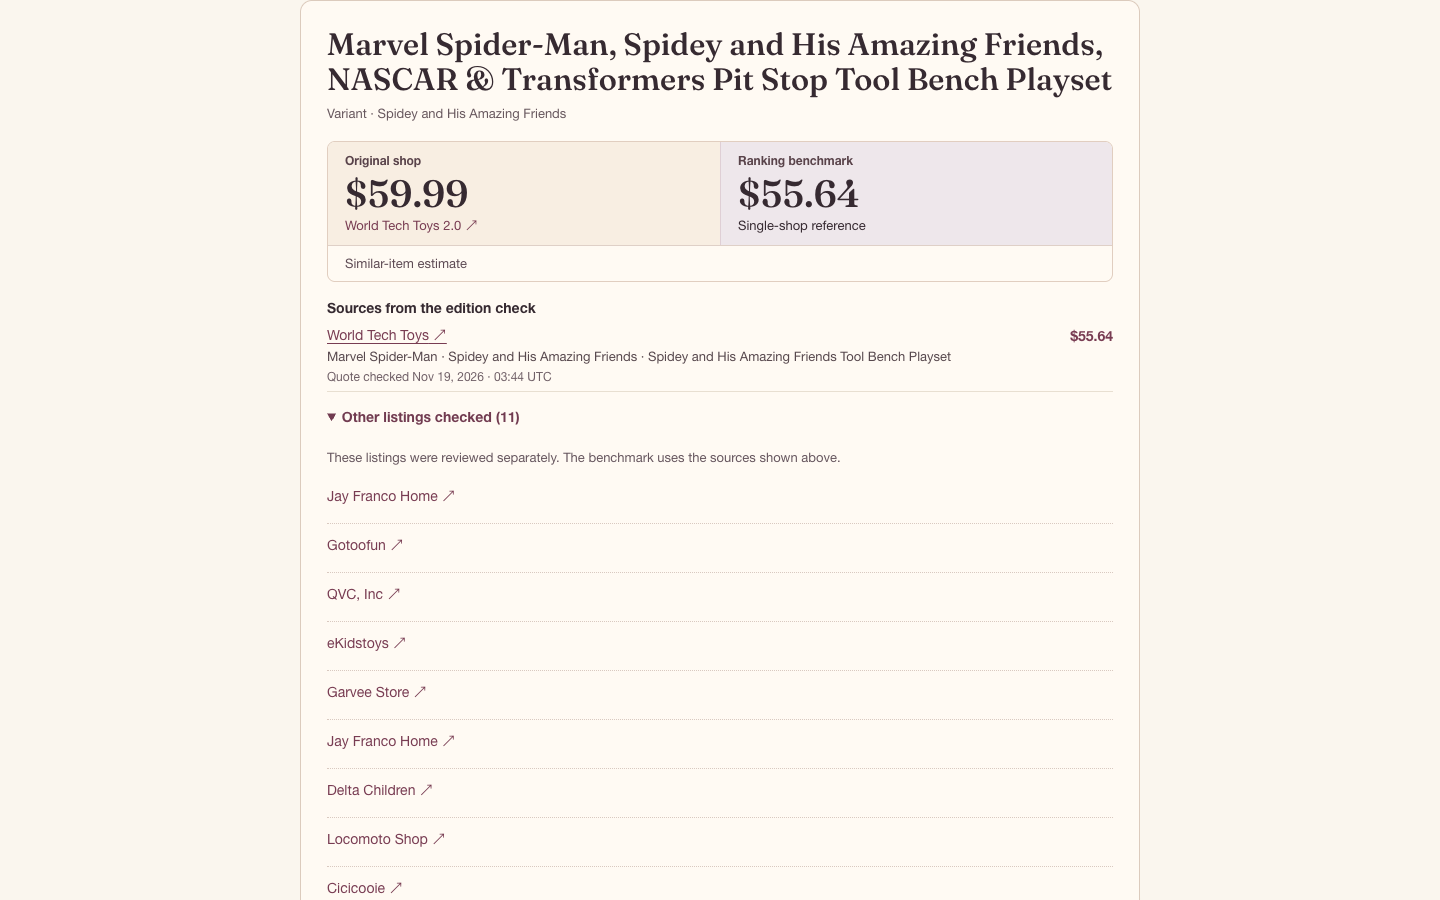 Marvel Spider-Man, Spidey and His Amazing Friends,
NASCAR & Transformers Pit Stop Tool Bench Playset
Variant · Spidey and His Amazing Friends
Original shop
$59.99
World Tech Toys 2.0 ↗
Ranking benchmark
$55.64
Single-shop reference
Similar-item estimate
Sources from the edition check
World Tech Toys ↗ $55.64
Marvel Spider-Man · Spidey and His Amazing Friends · Spidey and His Amazing Friends Tool Bench Playset
Quote checked Nov 19, 2026 · 03:44 UTC
▼ Other listings checked (11)
These listings were reviewed separately. The benchmark uses the sources shown above.
Jay Franco Home ↗
Gotoofun ↗
QVC, Inc ↗
eKidstoys ↗
Garvee Store ↗
Jay Franco Home ↗
Delta Children ↗
Locomoto Shop ↗
Cicicooie ↗